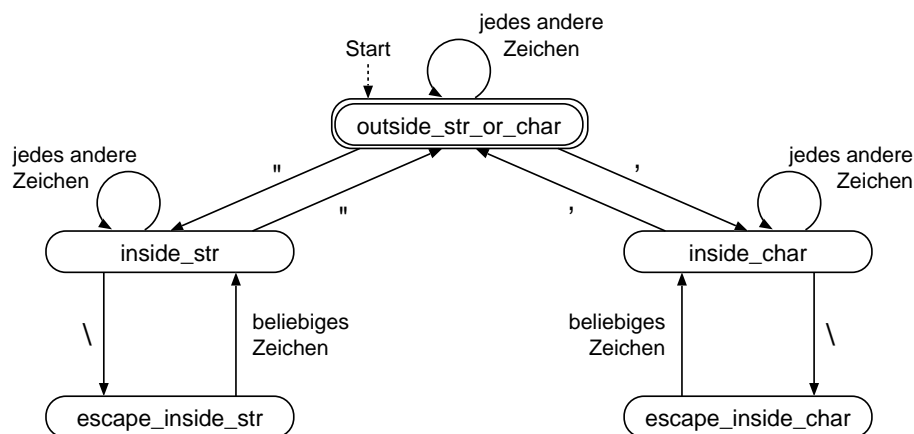 jedes andere
Zeichen
Start
outside_str_or_char
jedes andere
Zeichen
"
"
,
,
jedes andere
Zeichen
inside_str
inside_char
\
beliebiges
Zeichen
beliebiges
Zeichen
\
escape_inside_str
escape_inside_char